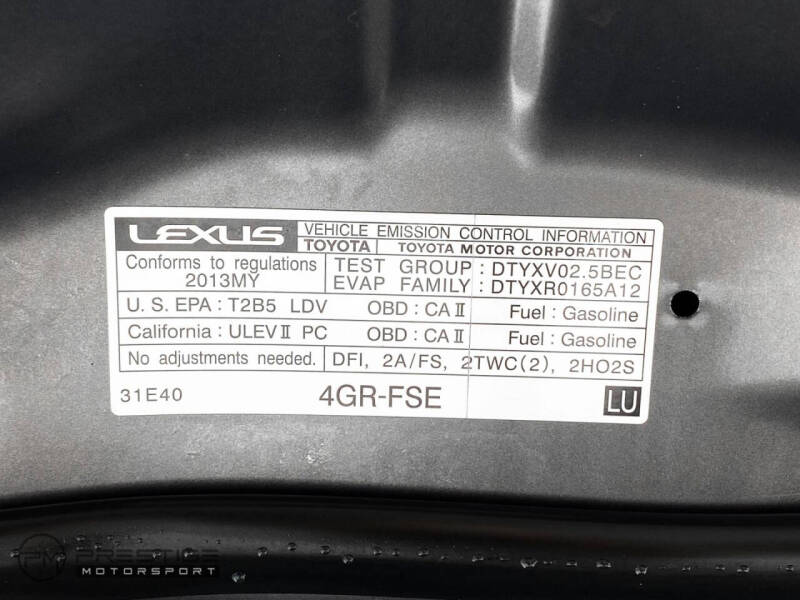 LEXUS VEHICLE EMISSION CONTROL INFORMATION
TOYOTA TOYOTA MOTOR CORPORATION
Conforms to regulations
2013MY
TEST GROUP : DTYXV02.5BEC
EVAP FAMILY : DTYXR0165A12
U. S. EPA : T2B5 LDV OBD : CA II Fuel : Gasoline
California : ULEV II PC OBD : CA II Fuel : Gasoline
No adjustments needed. DFI, 2A/FS, 2TWC(2), 2HO2S
31E40 4GR-FSE LU
PM PRESTIGE
MOTORSPORT